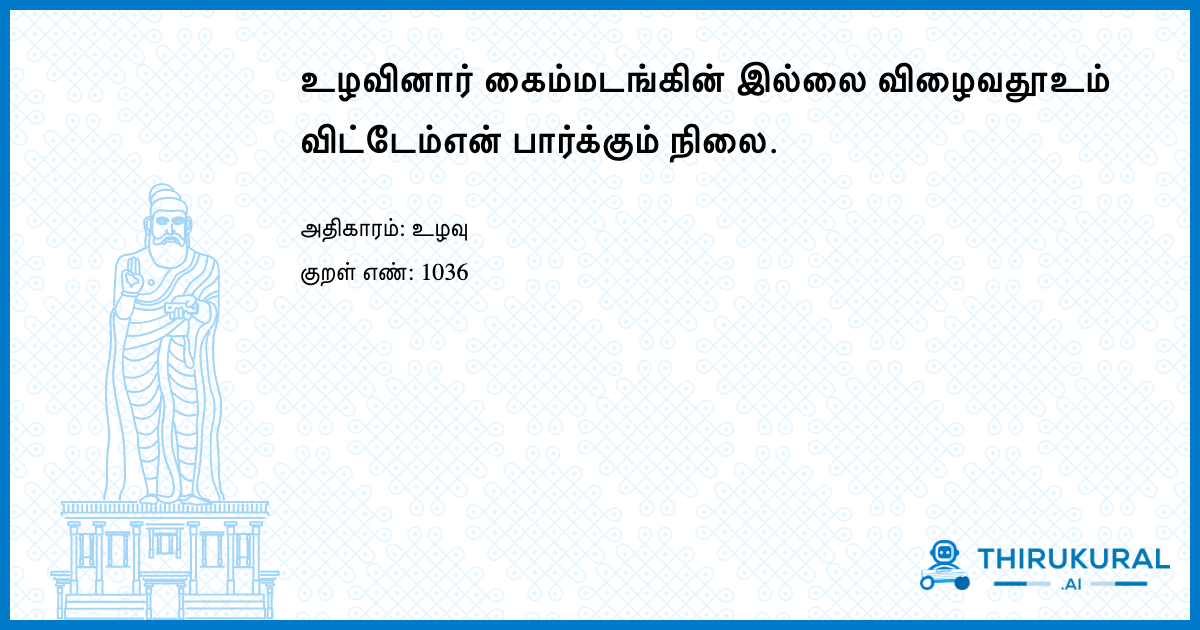 உழவினார் கைம்மடங்கின் இல்லை விழைவதூஉம்
விட்டேம்என் பார்க்கும் நிலை.
அதிகாரம்: உழவு
குறள் எண்: 1036
THIRUKURAL
.AI